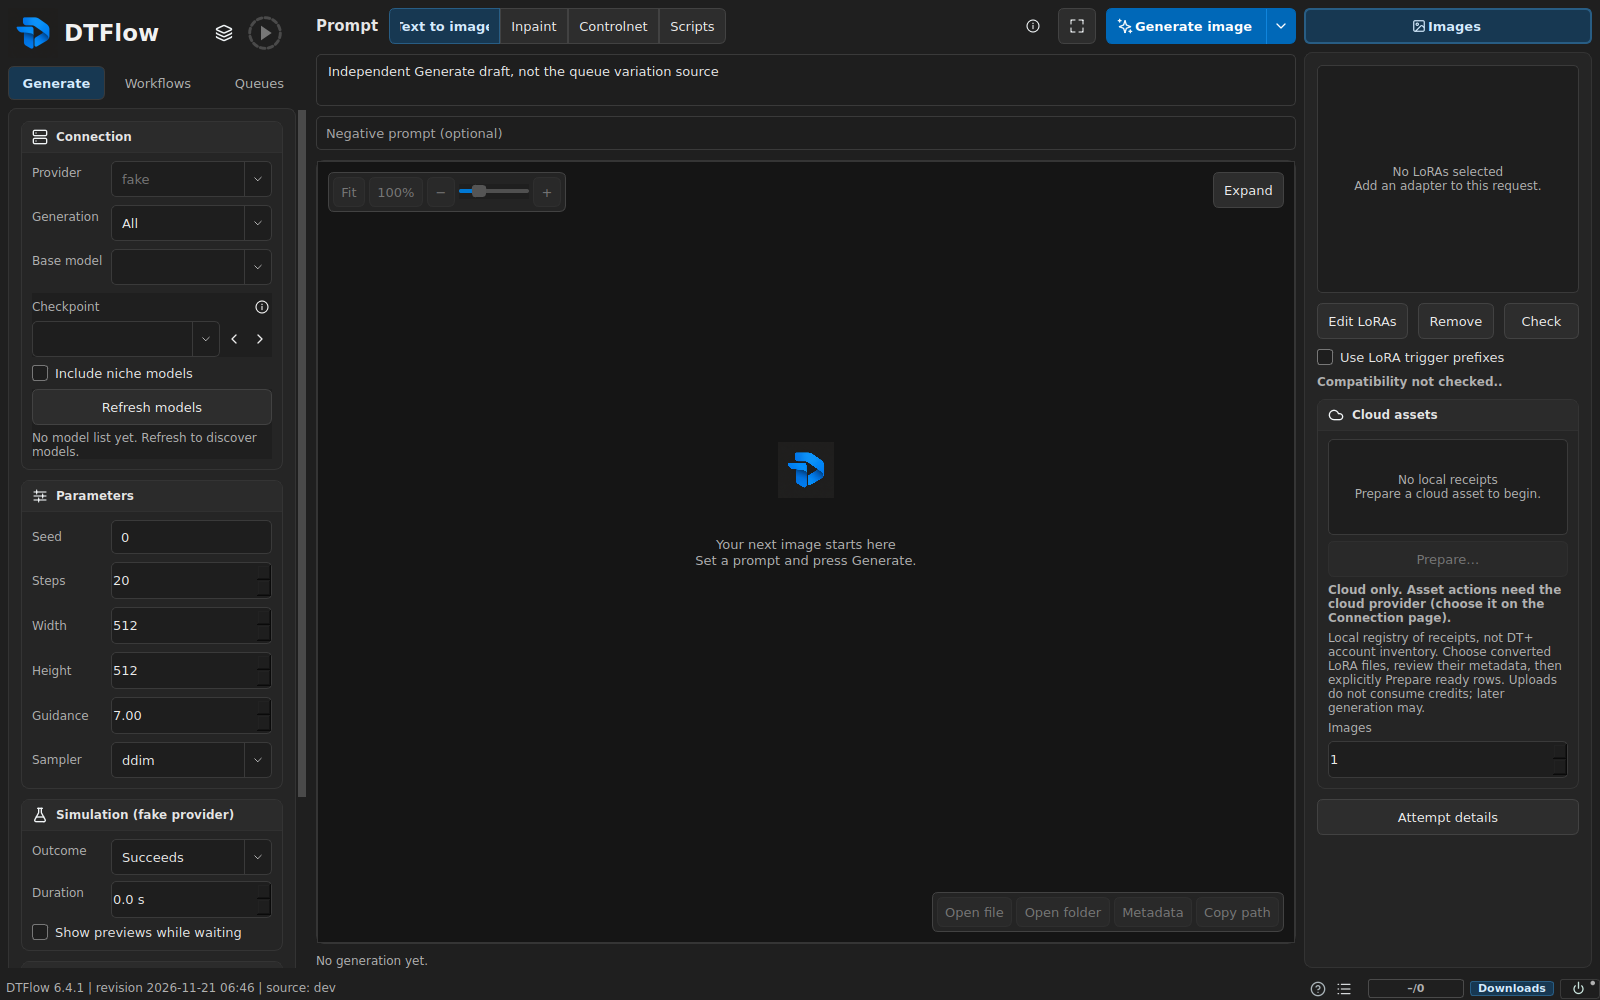 DTFlow
Prompt
Text to image
Inpaint
Controlnet
Scripts
Generate image
Images
Generate
Workflows
Queues
Independent Generate draft, not the queue variation source
Negative prompt (optional)
Connection
Provider
fake
Generation
All
Base model
Checkpoint
Include niche models
Refresh models
No model list yet. Refresh to discover
models.
Parameters
Seed
0
Steps
20
Width
512
Height
512
Guidance
7.00
Sampler
ddim
Simulation (fake provider)
Outcome
Succeeds
Duration
0.0 s
Show previews while waiting
Fit
100%
−
+
Expand
Your next image starts here
Set a prompt and press Generate.
Open file
Open folder
Metadata
Copy path
No generation yet.
No LoRAs selected
Add an adapter to this request.
Edit LoRAs
Remove
Check
Use LoRA trigger prefixes
Compatibility not checked..
Cloud assets
No local receipts
Prepare a cloud asset to begin.
Prepare...
Cloud only. Asset actions need the
cloud provider (choose it on the
Connection page).
Local registry of receipts, not DT+
account inventory. Choose converted
LoRA files, review their metadata, then
explicitly Prepare ready rows. Uploads
do not consume credits; later
generation may.
Images
1
Attempt details
DTFlow 6.4.1 | revision 2026-11-21 06:46 | source: dev
–/0
Downloads